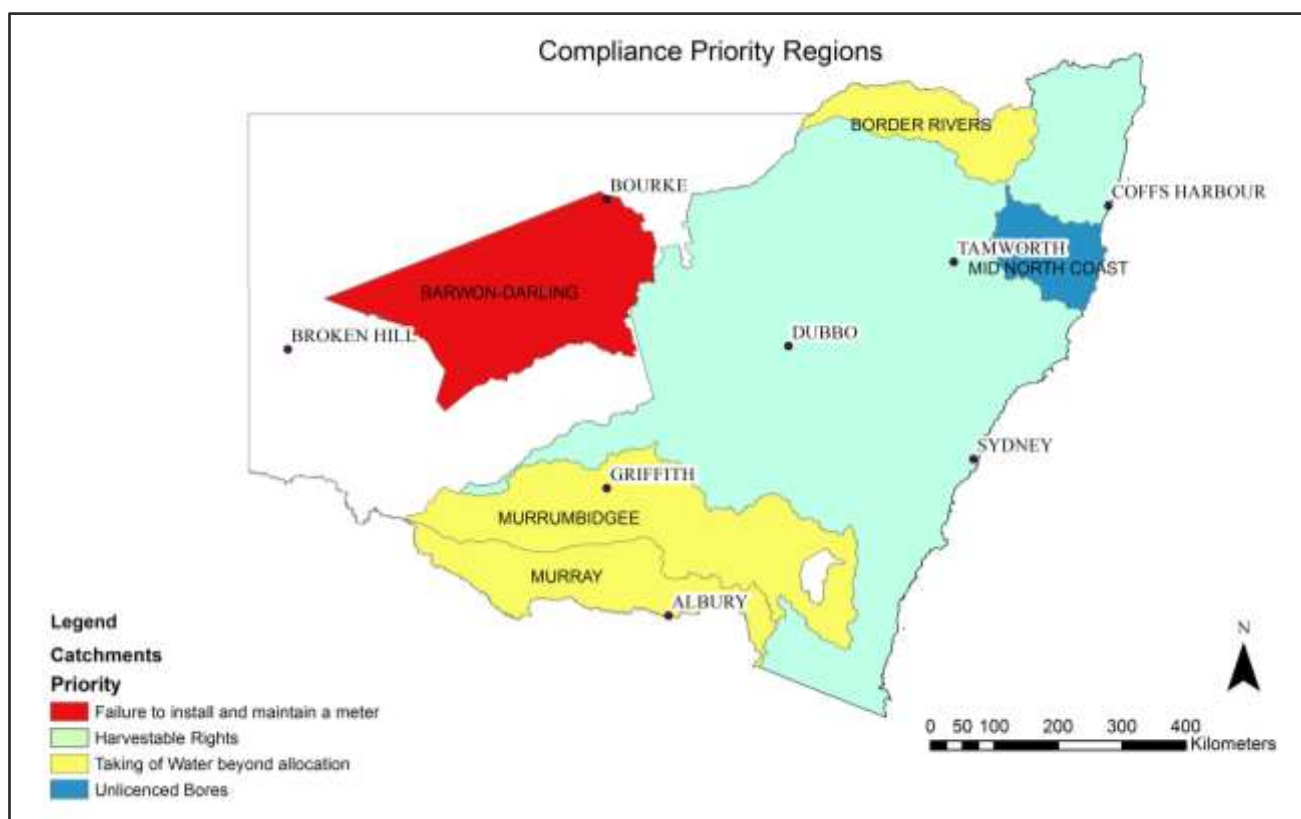 Compliance Priority Regions
BORDER RIVERS
BOURKE
COFFS HARBOUR
TAMWORTH
MID NORTH COAST
BARWON-DARLING
BROKEN HILL
DUBBO
SYDNEY
GRIFFITH
MURRUMBIDGEE
MURRAY
ALBURY
Legend
Catchments
Priority
Failure to install and maintain a meter
Harvestable Rights
Taking of Water beyond allocation
Unlicenced Bores
N
0 50 100 200 300 400
Kilometers